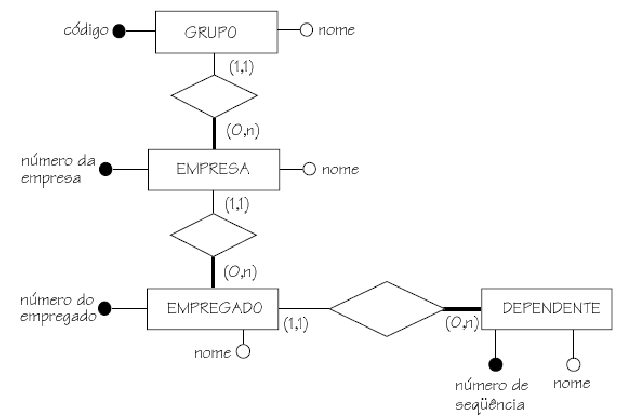 código
GRUPO
nome
(1,1)
(0,n)
número da
empresa
EMPRESA
nome
(1,1)
(0,n)
número do
empregado
EMPREGADO
(1,1)
(0,n)
DEPENDENTE
nome
número de
seqüência
nome